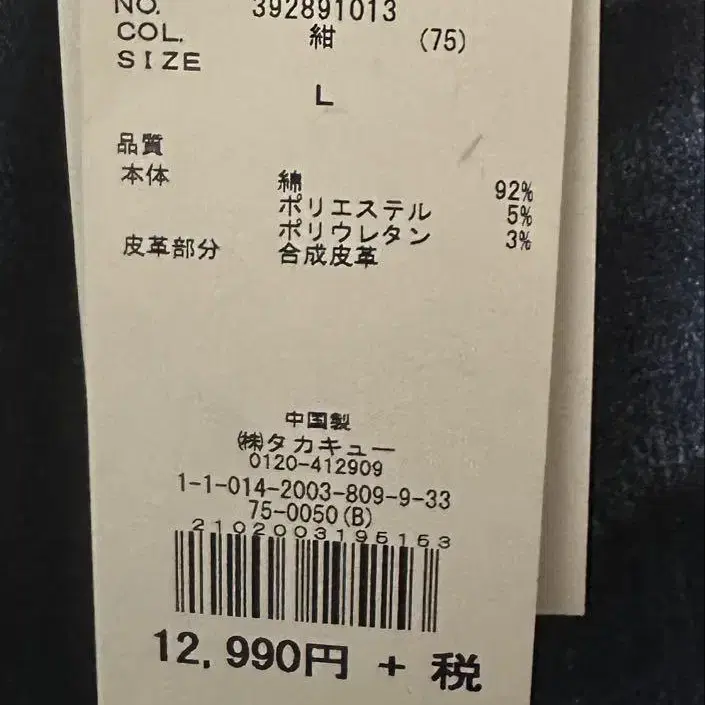 NO. 392891013
COL. 紺 (75)
SIZE
L
品質
本体 綿 92%
ポリエステル 5%
ポリウレタン 3%
皮革部分 合成皮革
中国製
㈱タカキュー
0120-412909
1-1-014-2003-809-9-33
75-0050(B)
2102003195153
12,990円 + 税